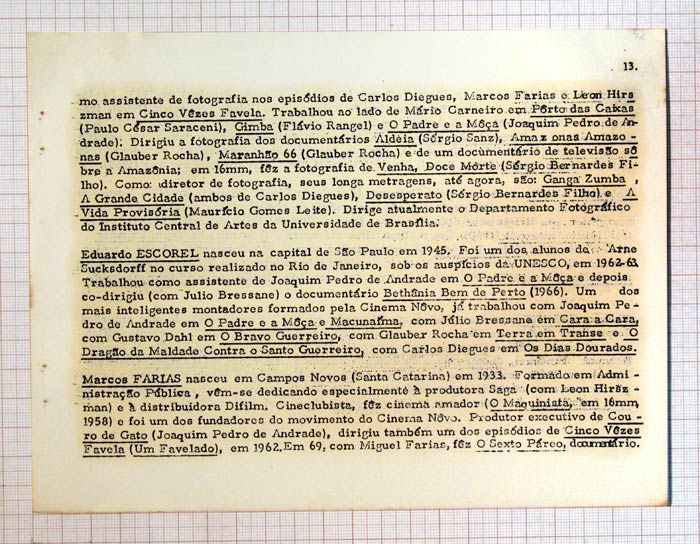 13.
mo assistente de fotografia nos episódios de Carlos Diegues, Marcos Farias e Leon Hirs
zman em Cinco Vêzes Favela. Trabalhou ao lado de Mário Carneiro em Pôrto das Caixas
(Paulo César Saraceni), Gimba (Flávio Rangel) e O Padre e a Môça (Joaquim Pedro de An-
drade). Dirigiu a fotografia dos documentários Aldeia (Sérgio Sanz), Amazonas Amazo-
nas (Glauber Rocha), Maranhão 66 (Glauber Rocha) e de um documentário de televisão sô
bre a Amazônia; em 16mm, fêz a fotografia de Venha, Doce Morte (Sérgio Bernardes Fi-
lho). Como diretor de fotografia, seus longa metragens, até agora, são: Ganga Zumba ,
A Grande Cidade (ambos de Carlos Diegues), Desesperato (Sérgio Bernardes Filho) e A
Vida Provisória (Maurício Gomes Leite). Dirige atualmente o Departamento Fotográfico
do Instituto Central de Artes da Universidade de Brasília.
Eduardo ESCOREL nasceu na capital de São Paulo em 1945. Foi um dos alunos de Arne
Sucksdorff no curso realizado no Rio de Janeiro, sob os auspícios da UNESCO, em 1962-63.
Trabalhou como assistente de Joaquim Pedro de Andrade em O Padre e a Môça e depois
co-dirigiu (com Julio Bressane) o documentário Bethânia Bem de Perto (1966). Um dos
mais inteligentes montadores formados pela Cinema Nôvo, já trabalhou com Joaquim Pe-
dro de Andrade em O Padre e a Môça e Macunaíma, com Júlio Bressane em Cara a Cara,
com Gustavo Dahl em O Bravo Guerreiro, com Glauber Rocha em Terra em Transe e O
Dragão da Maldade Contra o Santo Guerreiro, com Carlos Diegues em Os Dias Dourados.
Marcos FARIAS nasceu em Campos Novos (Santa Catarina) em 1933. Formado em Admi-
nistração Pública , vêm-se dedicando especialmente à produtora Saga (com Leon Hirsz-
man) e à distribuidora Difilm. Cineclubista, fêz cinema amador (O Maquinista, em 16mm,
1958) e foi um dos fundadores do movimento do Cinema Nôvo. Produtor executivo de Cou-
ro de Gato (Joaquim Pedro de Andrade), dirigiu também um dos episódios de Cinco Vêzes
Favela (Um Favelado), em 1962. Em 69, com Miguel Farias, fêz O Sexto Páreo, documentário.